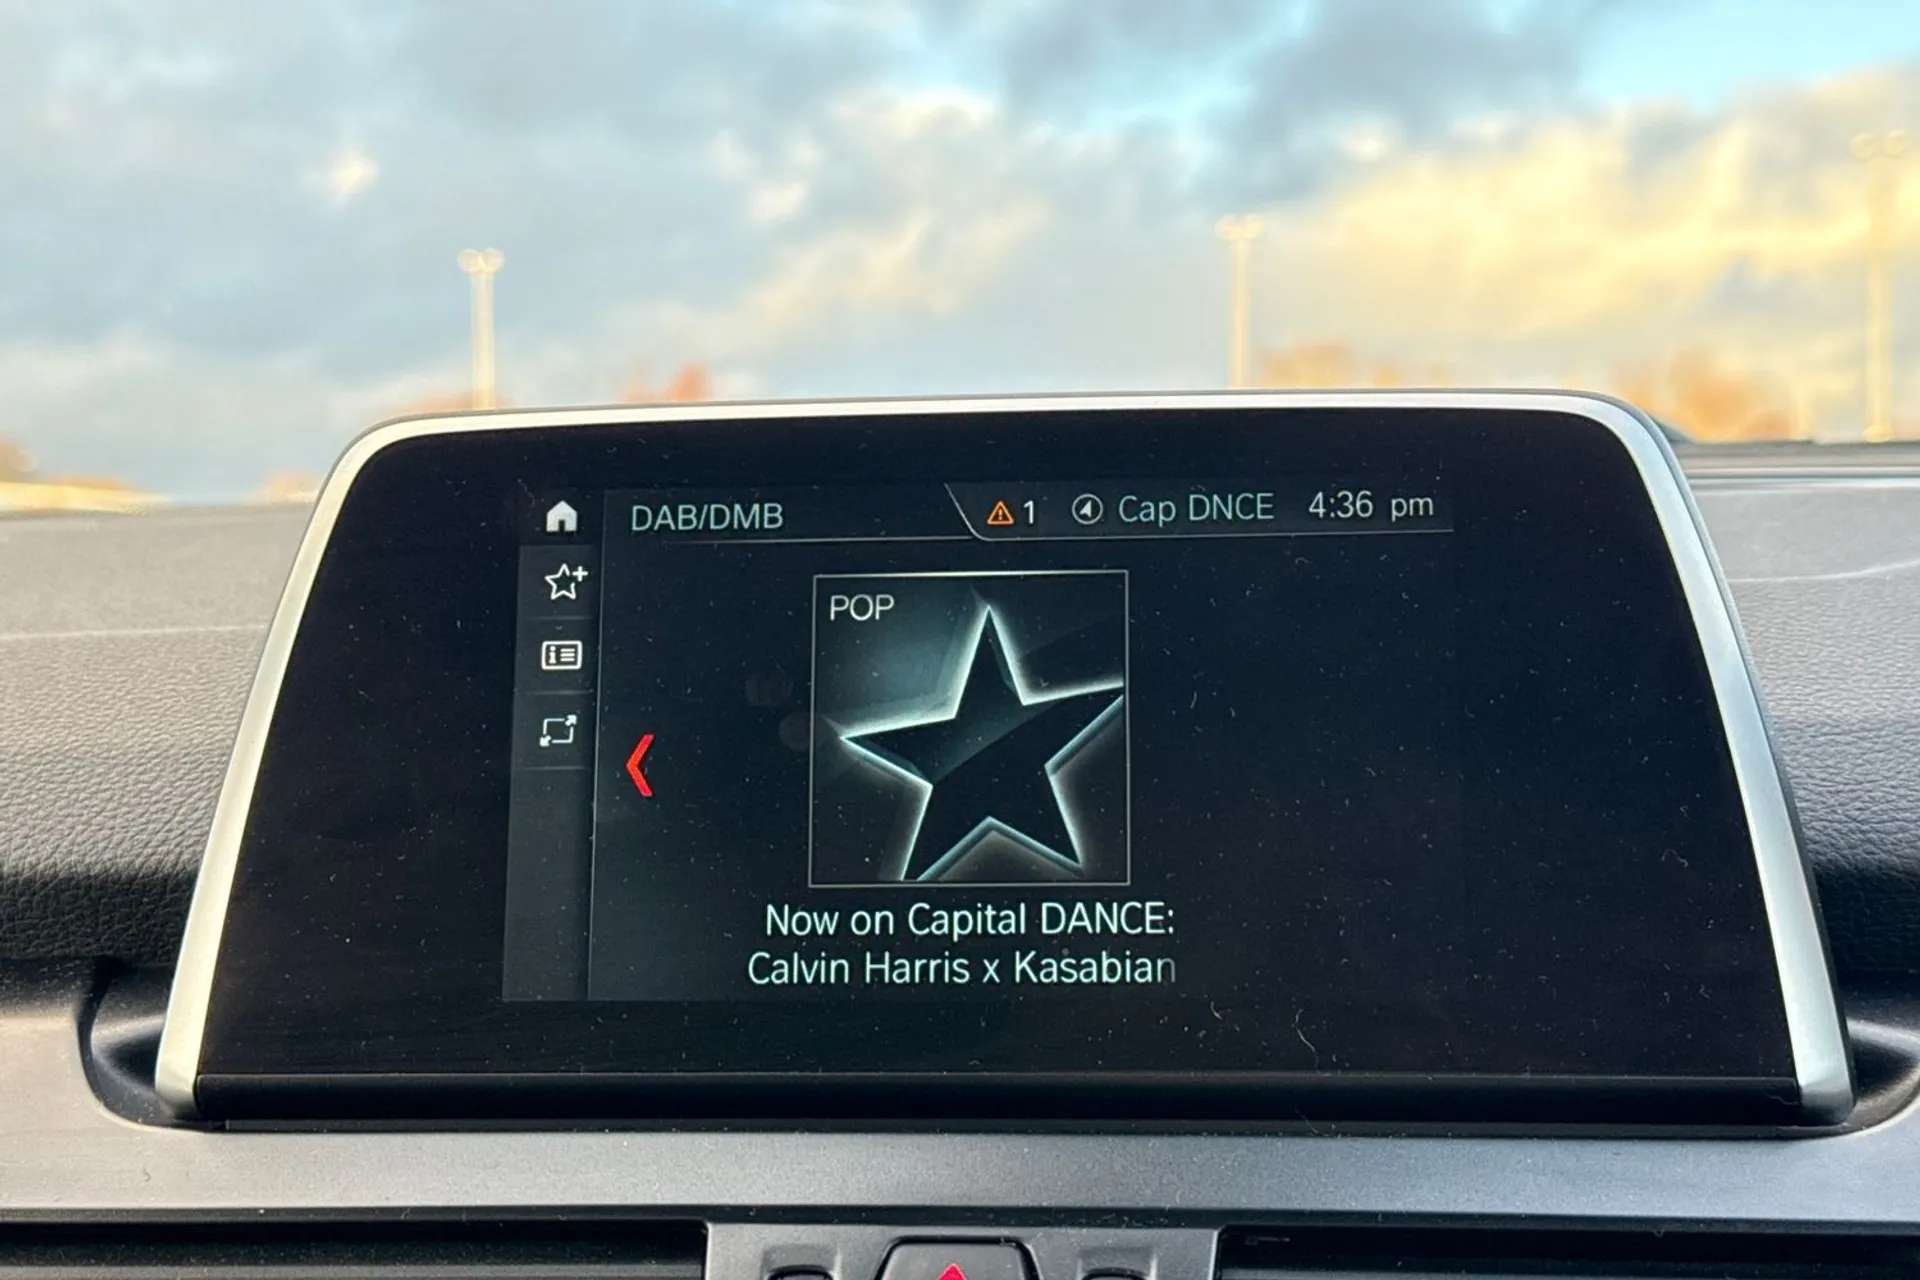 DAB/DMB
1 Cap DNCE 4:36 pm
POP
Now on Capital DANCE:
Calvin Harris x Kasabian